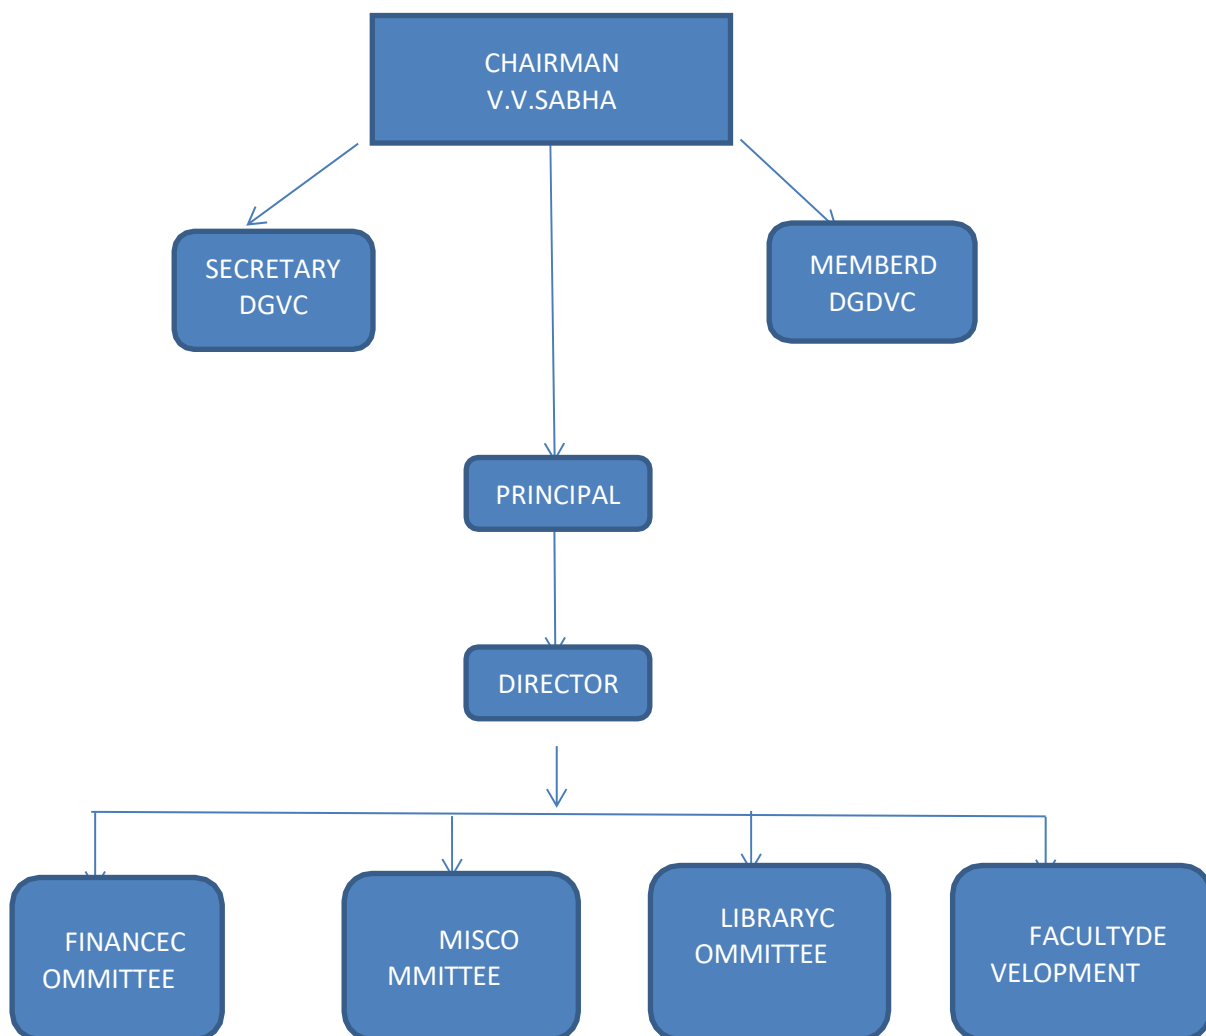 CHAIRMAN
V.V.SABHA
SECRETARY
DGVC
MEMBERD
DGDVC
PRINCIPAL
DIRECTOR
FINANCEC
OMMITTEE
MISCO
MMITTEE
LIBRARYC
OMMITTEE
FACULTYDE
VELOPMENT